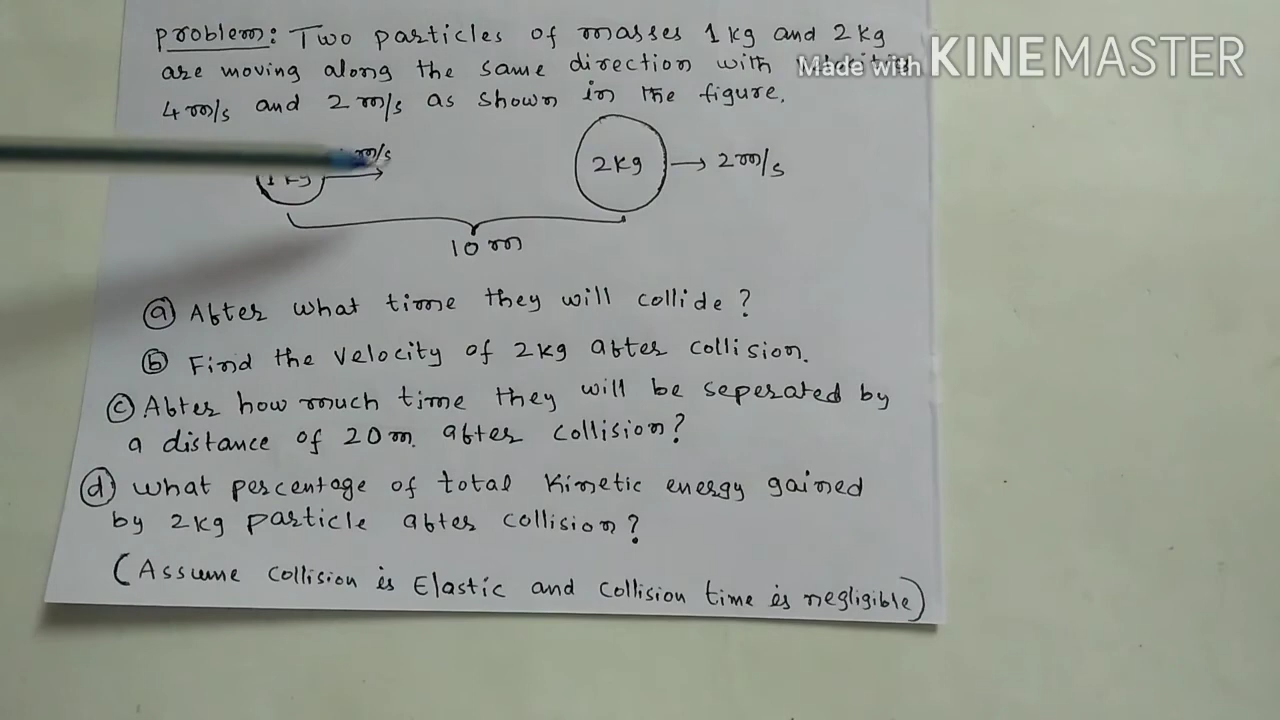 problem: Two particles of masses 1kg and 2kg
are moving along the same direction with
4m/s and 2m/s as shown in the figure.
Made with KINEMASTER
m/s
1kg
2kg → 2m/s
10 m
(a) After what time they will collide?
(b) Find the velocity of 2kg after collision.
(c) After how much time they will be seperated by
a distance of 20m. after collision?
(d) What percentage of total kinetic energy gained
by 2kg particle after collision?
(Assume collision is Elastic and collision time is negligible)